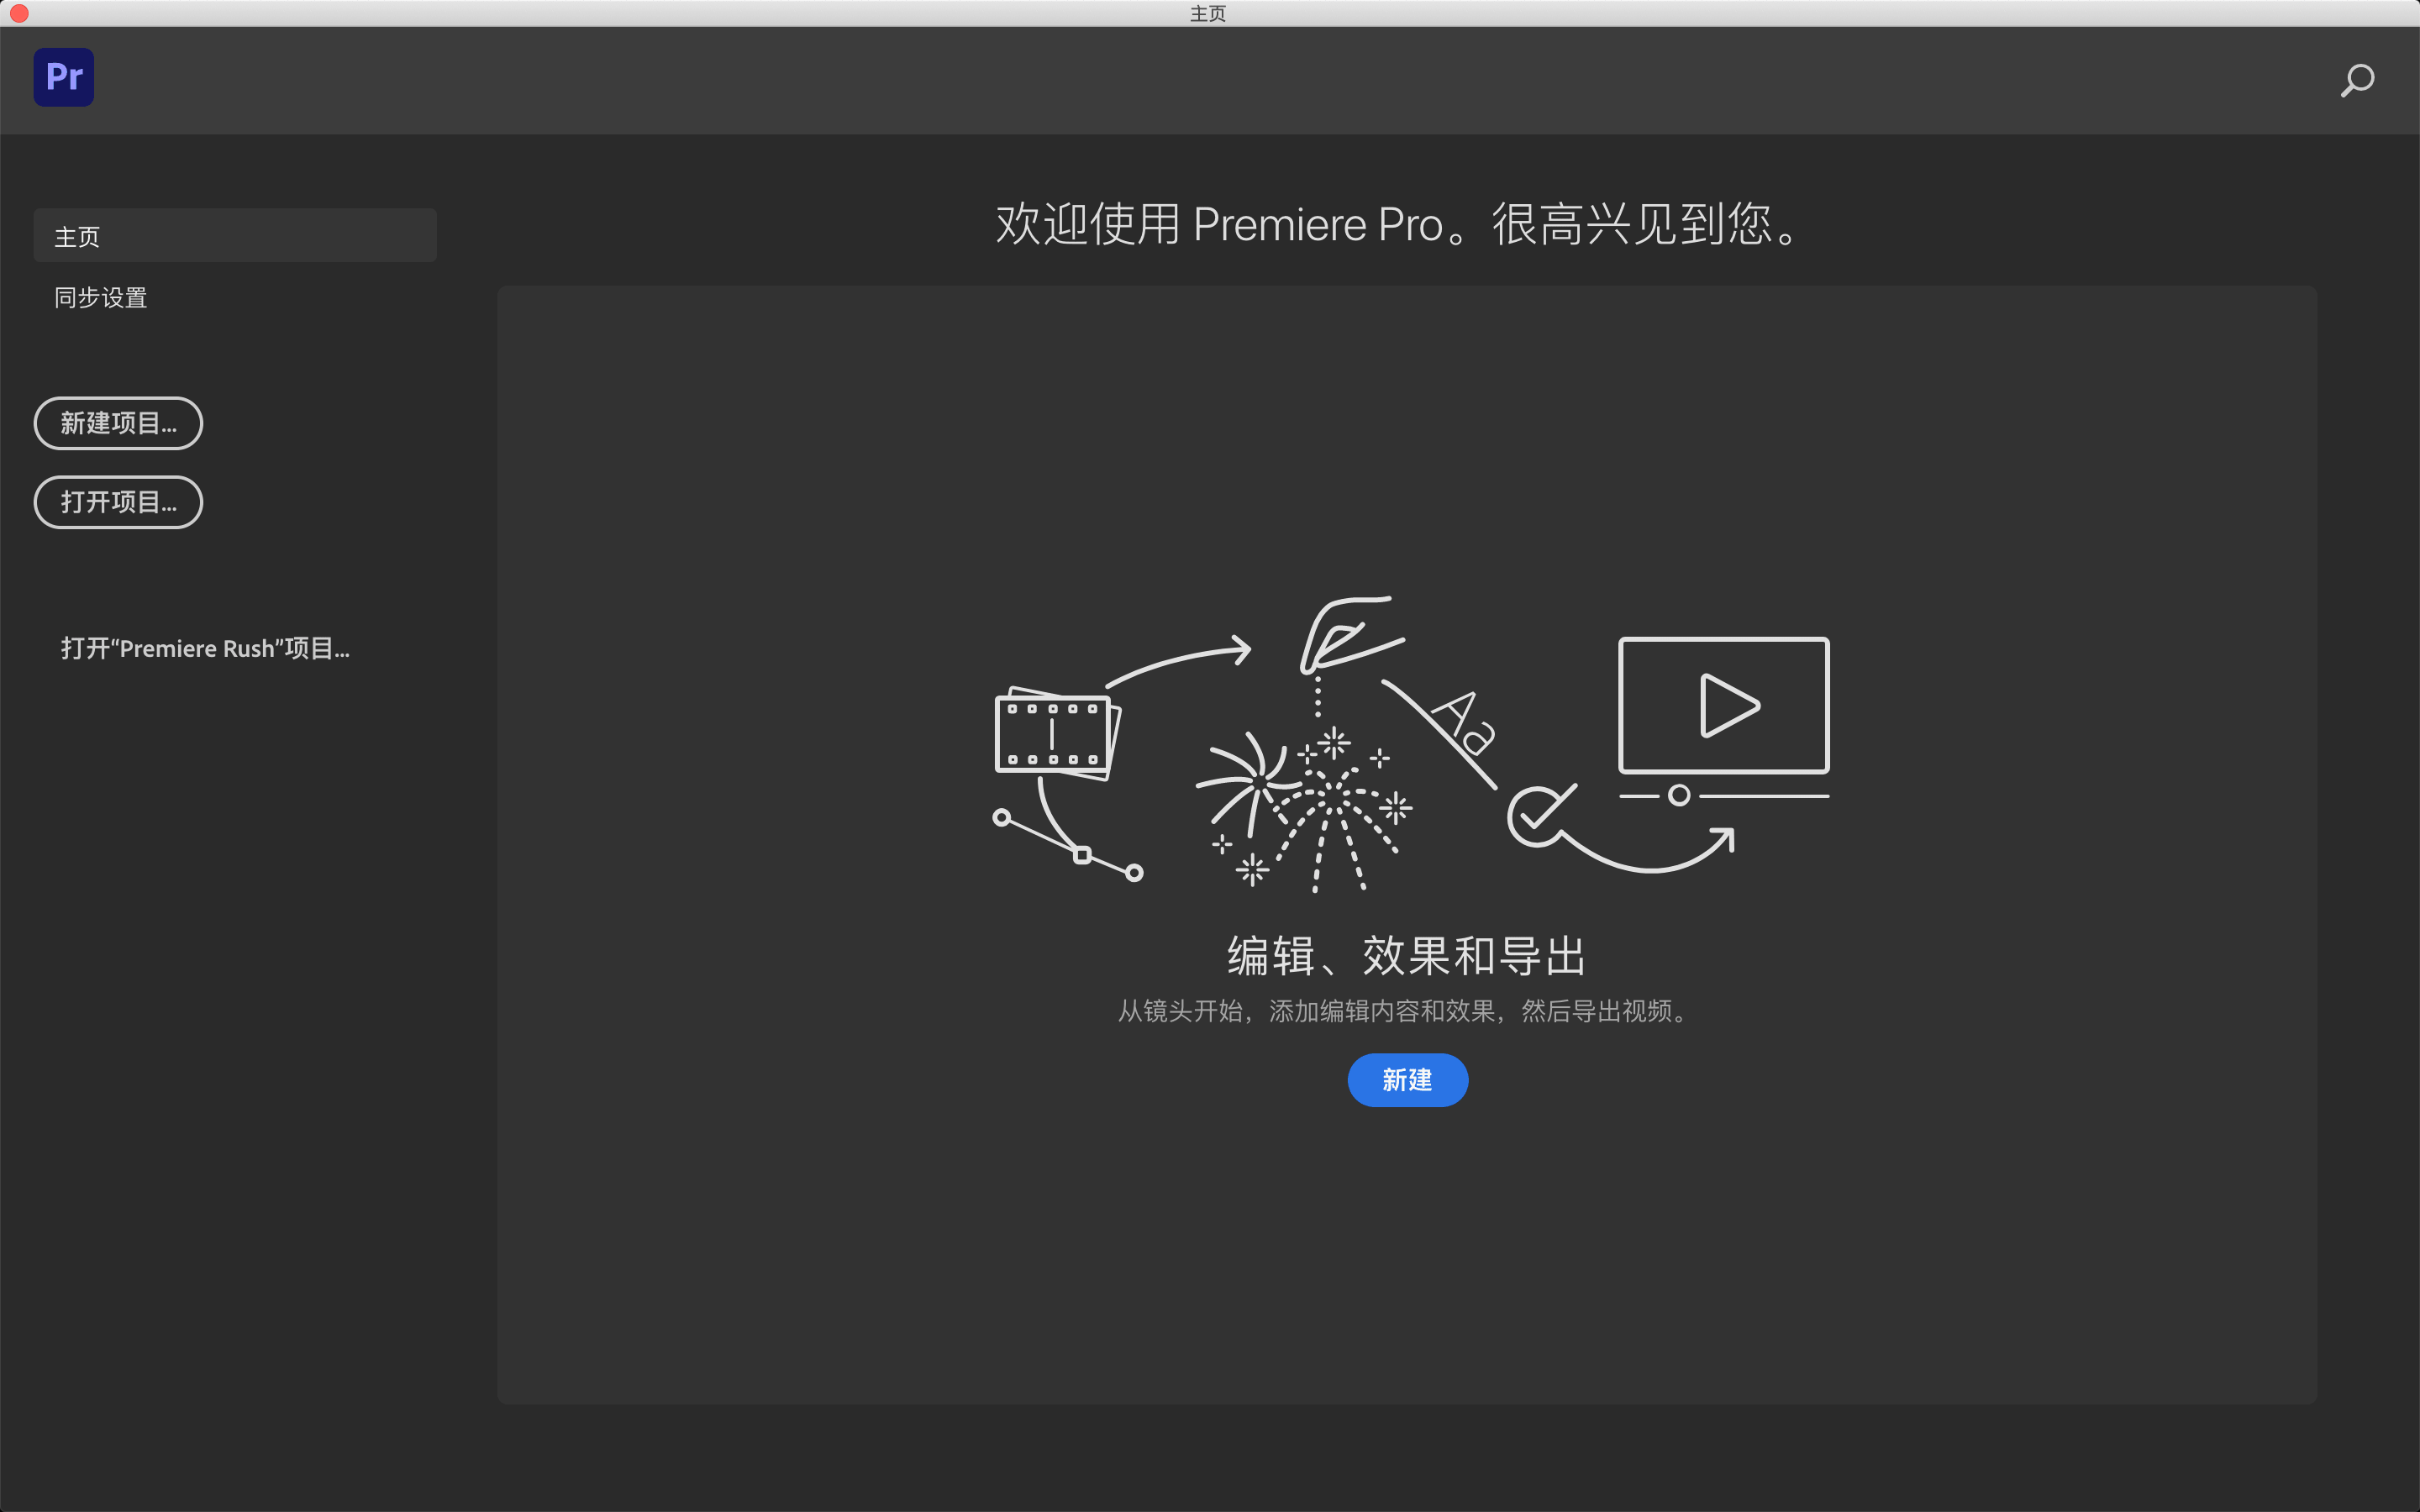 主页
Pr
主页
同步设置
新建项目...
打开项目...
打开“Premiere Rush”项目...
欢迎使用 Premiere Pro。很高兴见到你。
Aa
编辑、效果和导出
从镜头开始，添加编辑内容和效果，然后导出视频。
新建